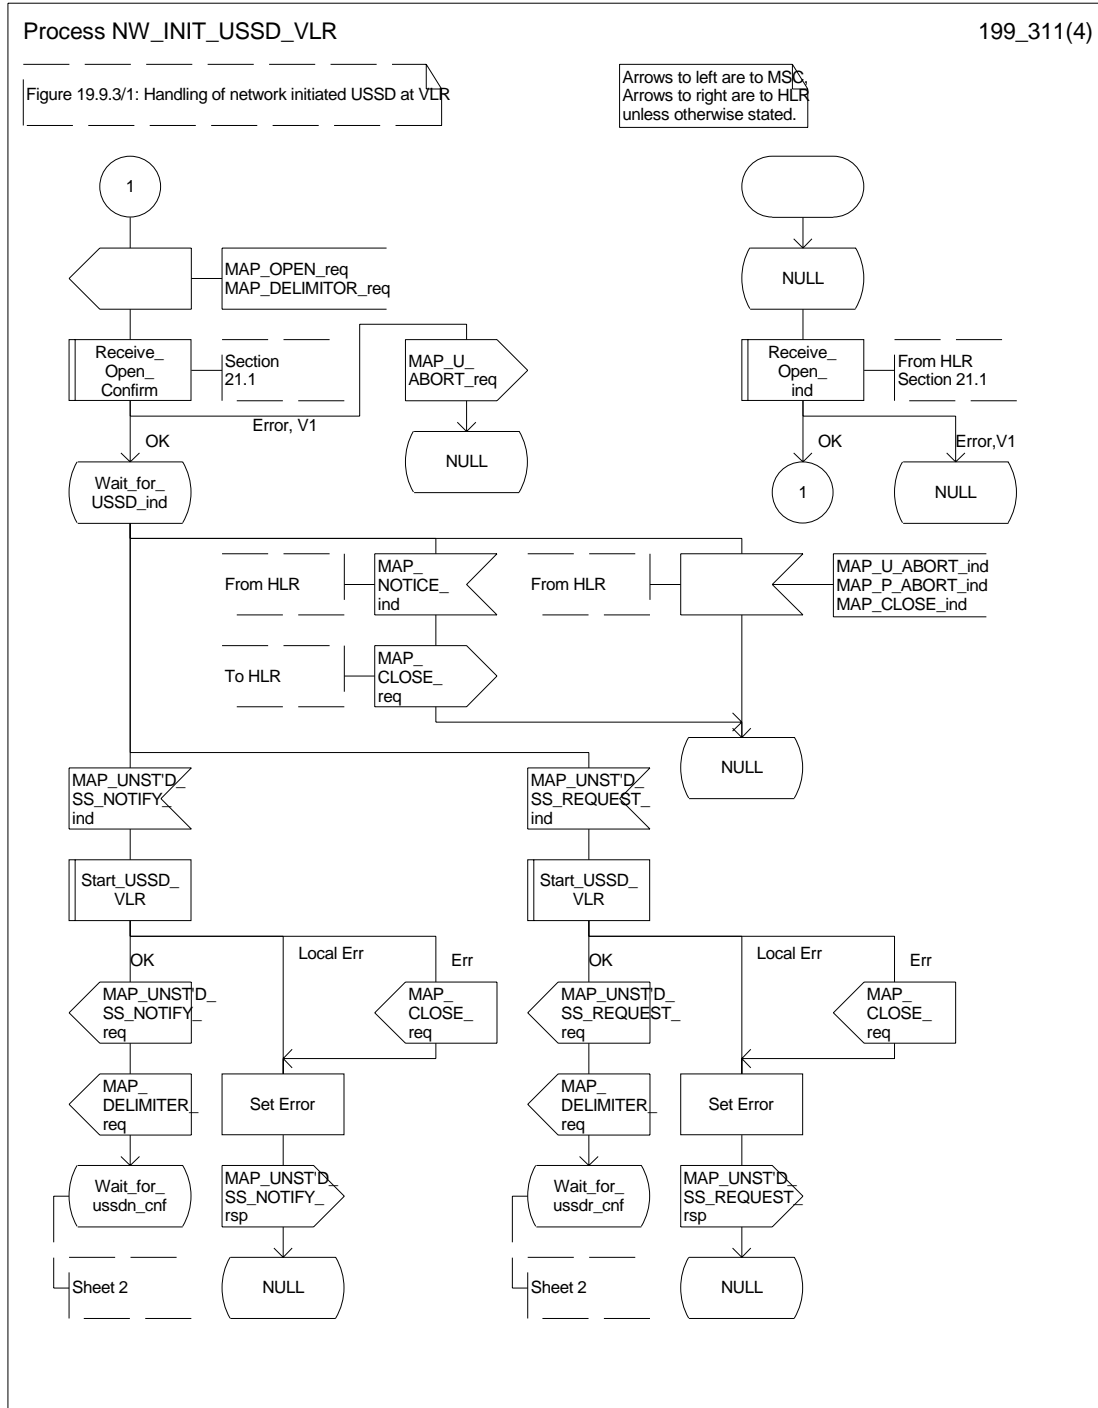 Process NW_INIT_USSD_VLR
199_311(4)
Figure 19.9.3/1: Handling of network initiated USSD at VLR
Arrows to left are to MSC,
Arrows to right are to HLR
unless otherwise stated.
1
MAP_OPEN_req
MAP_DELIMITOR_req
NULL
Receive_
Open_
Confirm
Section
21.1
MAP_U_
ABORT_req
Receive_
Open_
ind
From HLR
Section 21.1
Error, V1
OK
OK
Error,V1
Wait_for_
USSD_ind
NULL
1
NULL
From HLR
MAP_
NOTICE_
ind
From HLR
MAP_U_ABORT_ind
MAP_P_ABORT_ind
MAP_CLOSE_ind
To HLR
MAP_
CLOSE_
req
NULL
MAP_UNST'D_
SS_NOTIFY_
ind
MAP_UNST'D_
SS_REQUEST_
ind
Start_USSD_
VLR
Start_USSD_
VLR
OK
Local Err
Err
OK
Local Err
Err
MAP_UNST'D_
SS_NOTIFY_
req
MAP_
CLOSE_
req
MAP_UNST'D_
SS_REQUEST_
req
MAP_
CLOSE_
req
MAP_
DELIMITER_
req
Set Error
MAP_
DELIMITER_
req
Set Error
Wait_for_
ussdn_cnf
MAP_UNST'D_
SS_NOTIFY_
rsp
Wait_for_
ussdr_cnf
MAP_UNST'D_
SS_REQUEST_
rsp
Sheet 2
NULL
Sheet 2
NULL